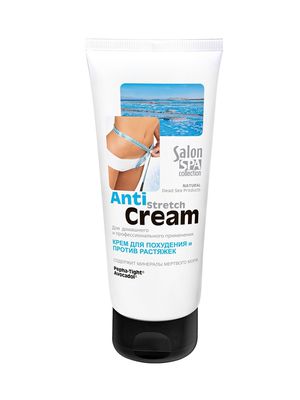 Salon
SPA
collection
NATURAL
Dead Sea Products
Anti
Stretch
Cream
Для домашнего
и профессионального применения
КРЕМ ДЛЯ ПОХУДЕНИЯ и
ПРОТИВ РАСТЯЖЕК
СОДЕРЖИТ МИНЕРАЛЫ МЕРТВОГО МОРЯ
Pepha-Tight®
Avocadol®